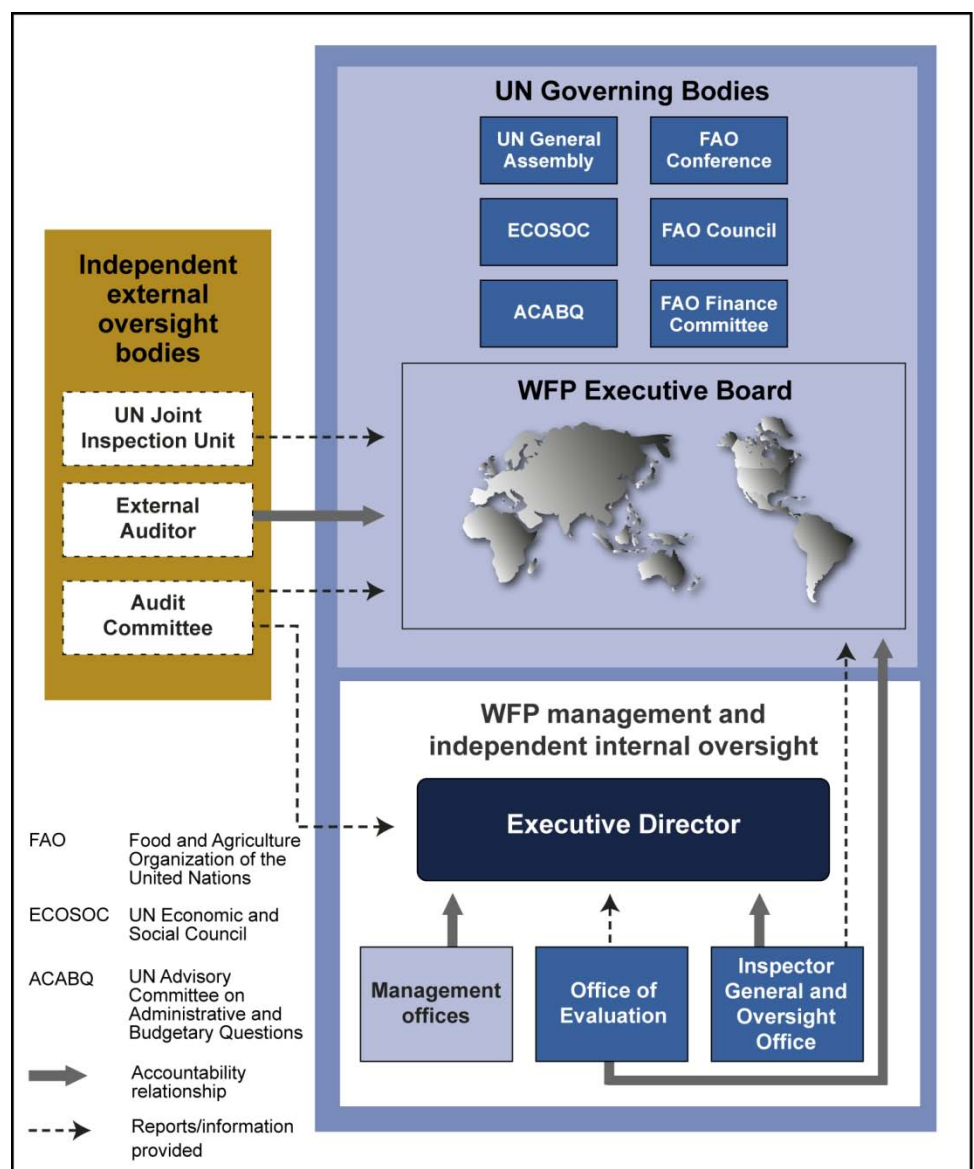 UN Governing Bodies
UN General
Assembly
FAO
Conference
ECOSOC
FAO Council
ACABQ
FAO Finance
Committee
Independent
external
oversight
bodies
UN Joint
Inspection Unit
External
Auditor
Audit
Committee
WFP Executive Board
WFP management and
independent internal oversight
Executive Director
Management
offices
Office of
Evaluation
Inspector
General and
Oversight
Office
FAO
Food and Agriculture
Organization of the
United Nations
ECOSOC
UN Economic and
Social Council
ACABQ
UN Advisory
Committee on
Administrative and
Budgetary Questions
Accountability
relationship
Reports/information
provided